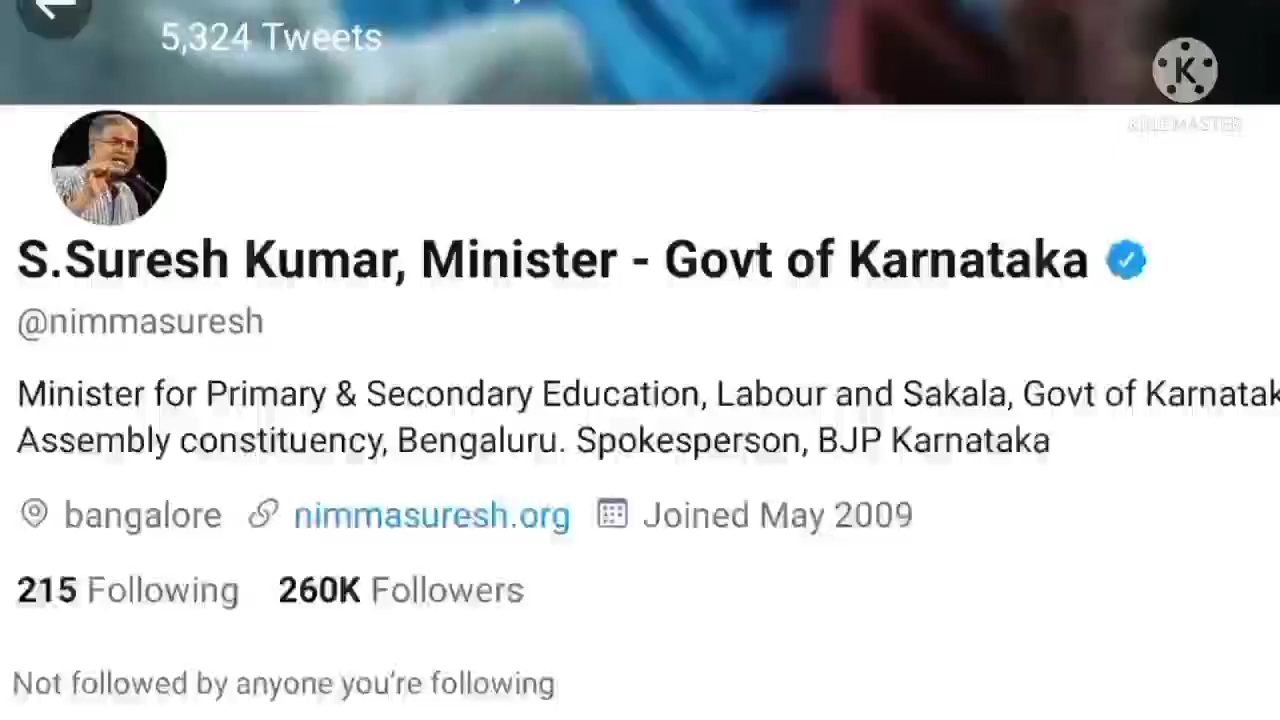 5,324 Tweets
K
KINEMASTER
S.Suresh Kumar, Minister - Govt of Karnataka
@nimmasuresh
Minister for Primary & Secondary Education, Labour and Sakala, Govt of Karnatak
Assembly constituency, Bengaluru. Spokesperson, BJP Karnataka
bangalore nimmasuresh.org Joined May 2009
215 Following 260K Followers
Not followed by anyone you're following